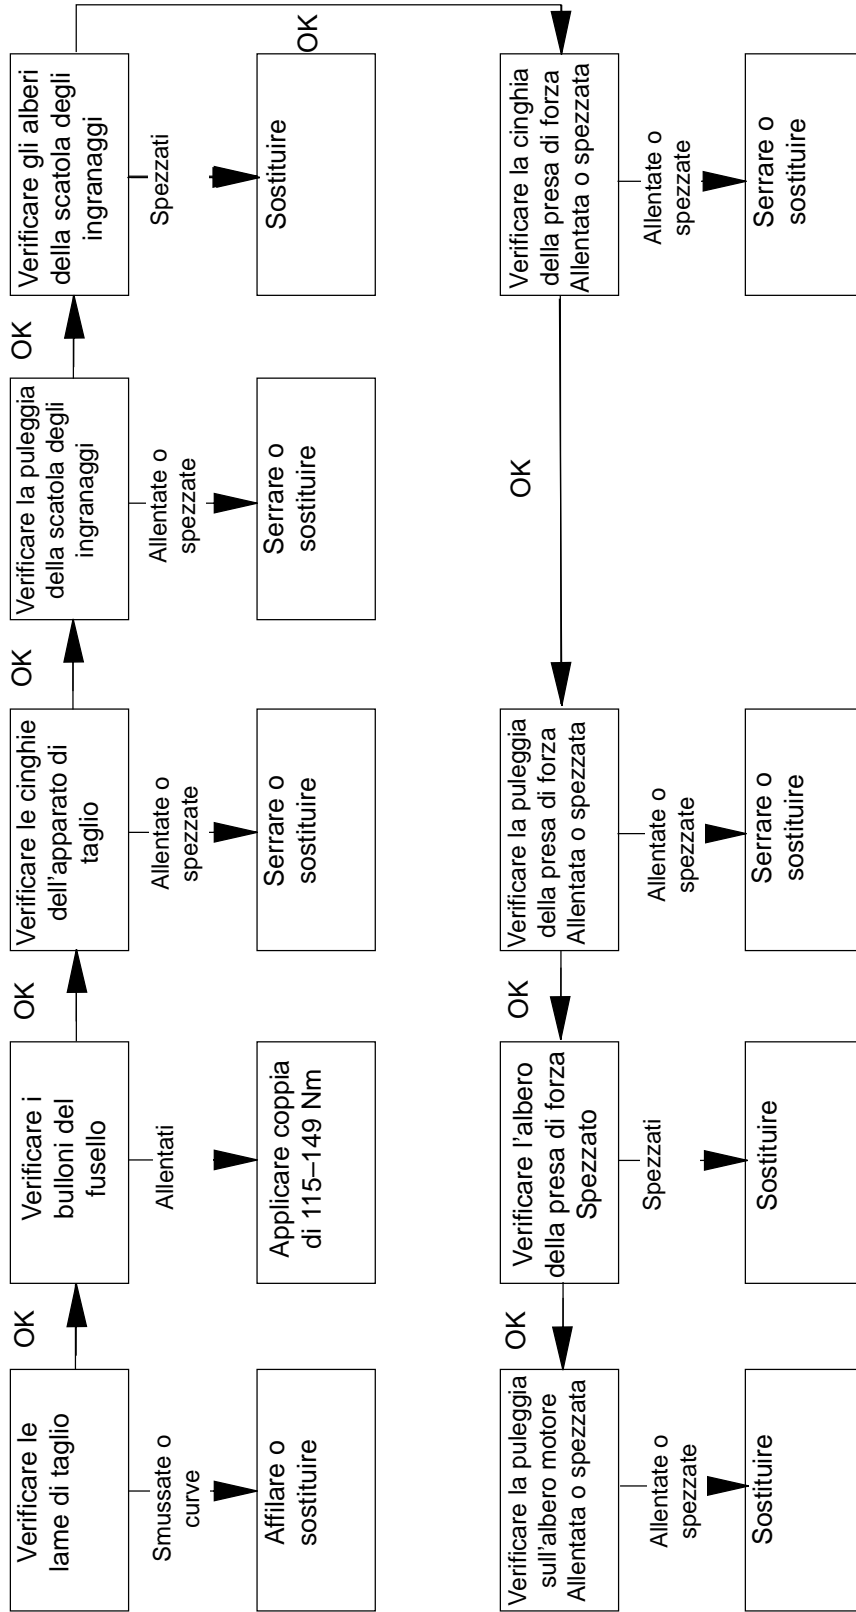 Verificare le
lame di taglio
Smussate o
curve
Affilare o
sostituire
OK
Verificare i
bulloni del
fusello
Allentati
Applicare coppia
di 115–149 Nm
OK
Verificare le cinghie
dell'apparato di
taglio
Allentate o
spezzate
Serrare o
sostituire
OK
Verificare la puleggia
della scatola degli
ingranaggi
Allentate o
spezzate
Serrare o
sostituire
OK
Verificare gli alberi
della scatola degli
ingranaggi
Spezzati
Sostituire
OK
Verificare la cinghia
della presa di forza
Allentata o spezzata
Allentate o
spezzate
Serrare o
sostituire
OK
Verificare la puleggia
della presa di forza
Allentata o spezzata
Allentate o
spezzate
Serrare o
sostituire
OK
Verificare l'albero
della presa di forza
Spezzato
Spezzati
Sostituire
OK
Verificare la puleggia
sull'albero motore
Allentata o spezzata
Allentate o
spezzate
Sostituire